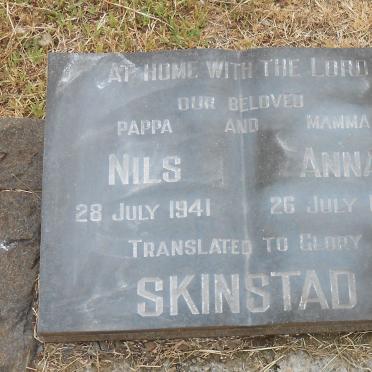 AT HOME WITH THE LORD
OUR BELOVED
PAPPA AND MAMMA
NILS ANNA
28 JULY 1941 26 JULY
TRANSLATED TO GLORY
SKINSTAD